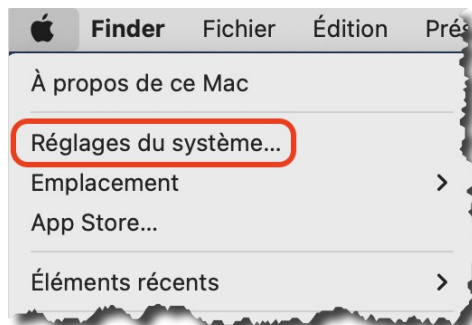 Finder Fichier Édition Prés
À propos de ce Mac
Réglages du système...
Emplacement
App Store...
Éléments récents